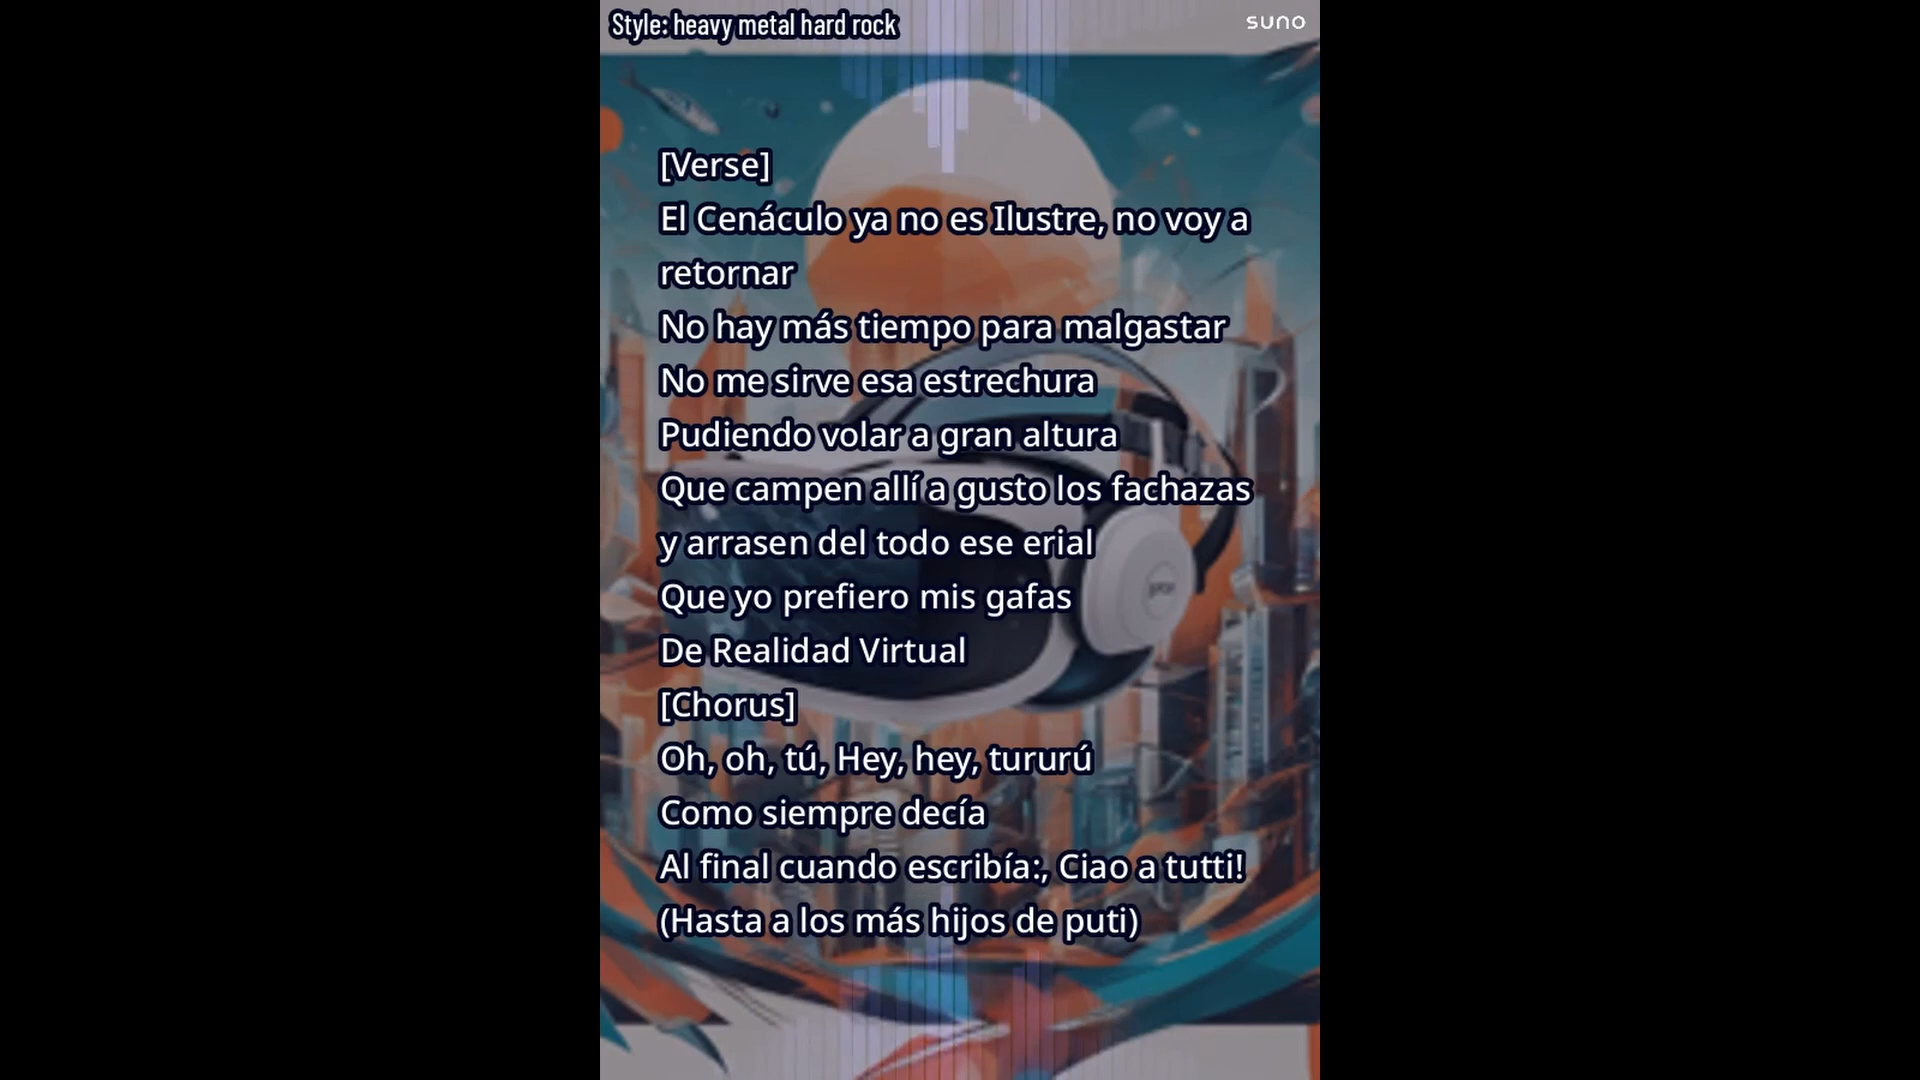 Style: heavy metal hard rock
suno
[Verse]
El Cenáculo ya no es Ilustre, no voy a
retornar
No hay más tiempo para malgastar
No me sirve esa estrechura
Pudiendo volar a gran altura
Que campen allí a gusto los fachazas
y arrasen del todo ese erial
Que yo prefiero mis gafas
De Realidad Virtual
[Chorus]
Oh, oh, tú, Hey, hey, tururú
Como siempre decía
Al final cuando escribía:, Ciao a tutti!
(Hasta a los más hijos de puti)